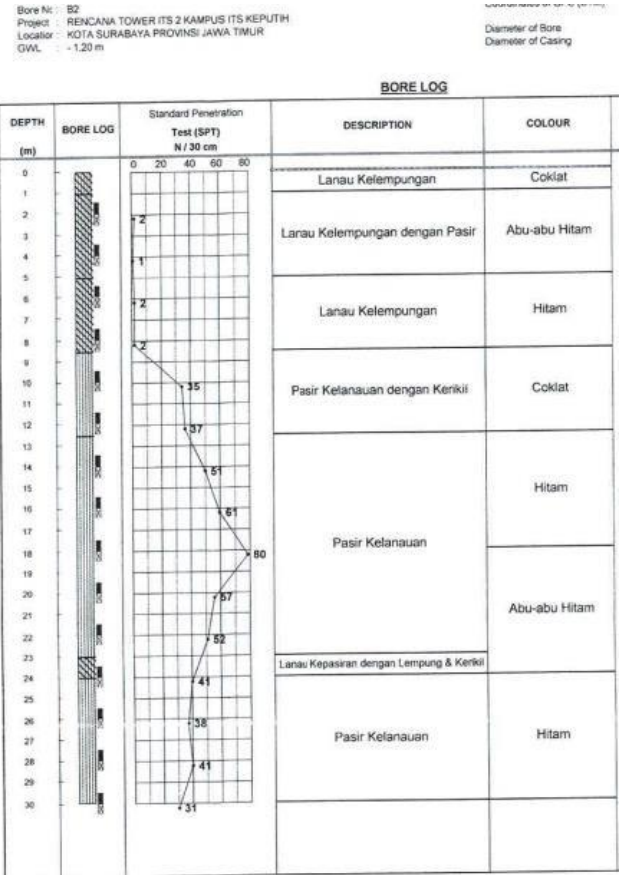 Bore No : B2
Project : RENCANA TOWER ITS 2 KAMPUS ITS KEPUTIH
Location : KOTA SURABAYA PROVINSI JAWA TIMUR
GWL : - 1,20 m
Diameter of Bore
Diameter of Casing
BORE LOG
DEPTH
(m)
BORE LOG
Standard Penetration
Test (SPT)
N / 30 cm
DESCRIPTION
COLOUR
0 20 40 60 80
0
1
2
3
4
5
6
7
8
9
10
11
12
13
14
15
16
17
18
19
20
21
22
23
24
25
26
27
28
29
30
2
1
2
2
35
37
51
61
80
57
52
41
38
41
31
Lanau Kelempungan
Coklat
Lanau Kelempungan dengan Pasir
Abu-abu Hitam
Lanau Kelempungan
Hitam
Pasir Kelanauan dengan Kerikil
Coklat
Pasir Kelanauan
Hitam
Abu-abu Hitam
Lanau Kepasiran dengan Lempung & Kerikil
Pasir Kelanauan
Hitam